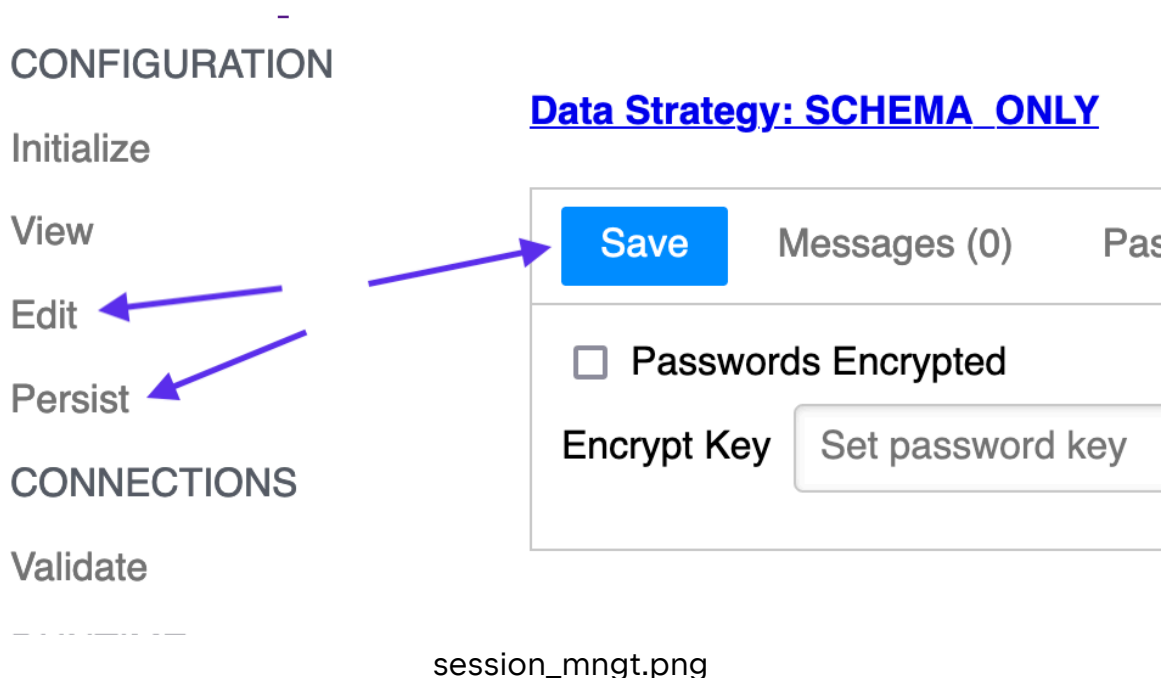 CONFIGURATION
Initialize
View
Edit
Persist
CONNECTIONS
Validate
Data Strategy: SCHEMA_ONLY
Save Messages (0) Pas
Passwords Encrypted
Encrypt Key Set password key
session_mngt.png